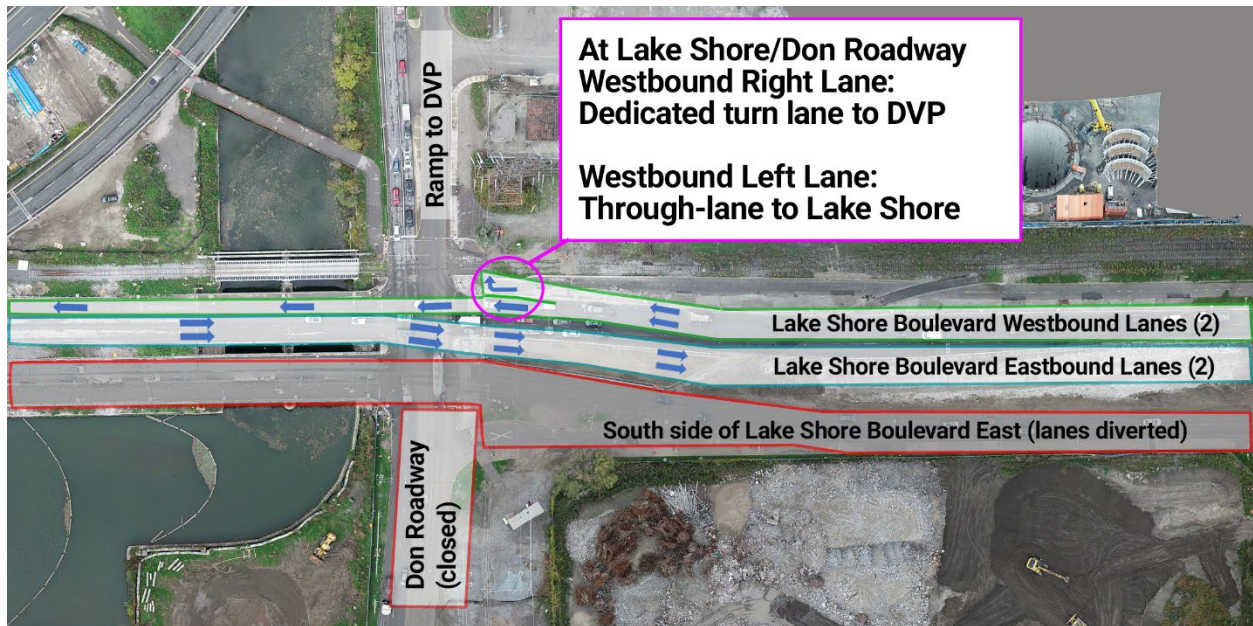 Ramp to DVP
At Lake Shore/Don Roadway
Westbound Right Lane:
Dedicated turn lane to DVP
Westbound Left Lane:
Through-lane to Lake Shore
Lake Shore Boulevard Westbound Lanes (2)
Lake Shore Boulevard Eastbound Lanes (2)
South side of Lake Shore Boulevard East (lanes diverted)
Don Roadway
(closed)